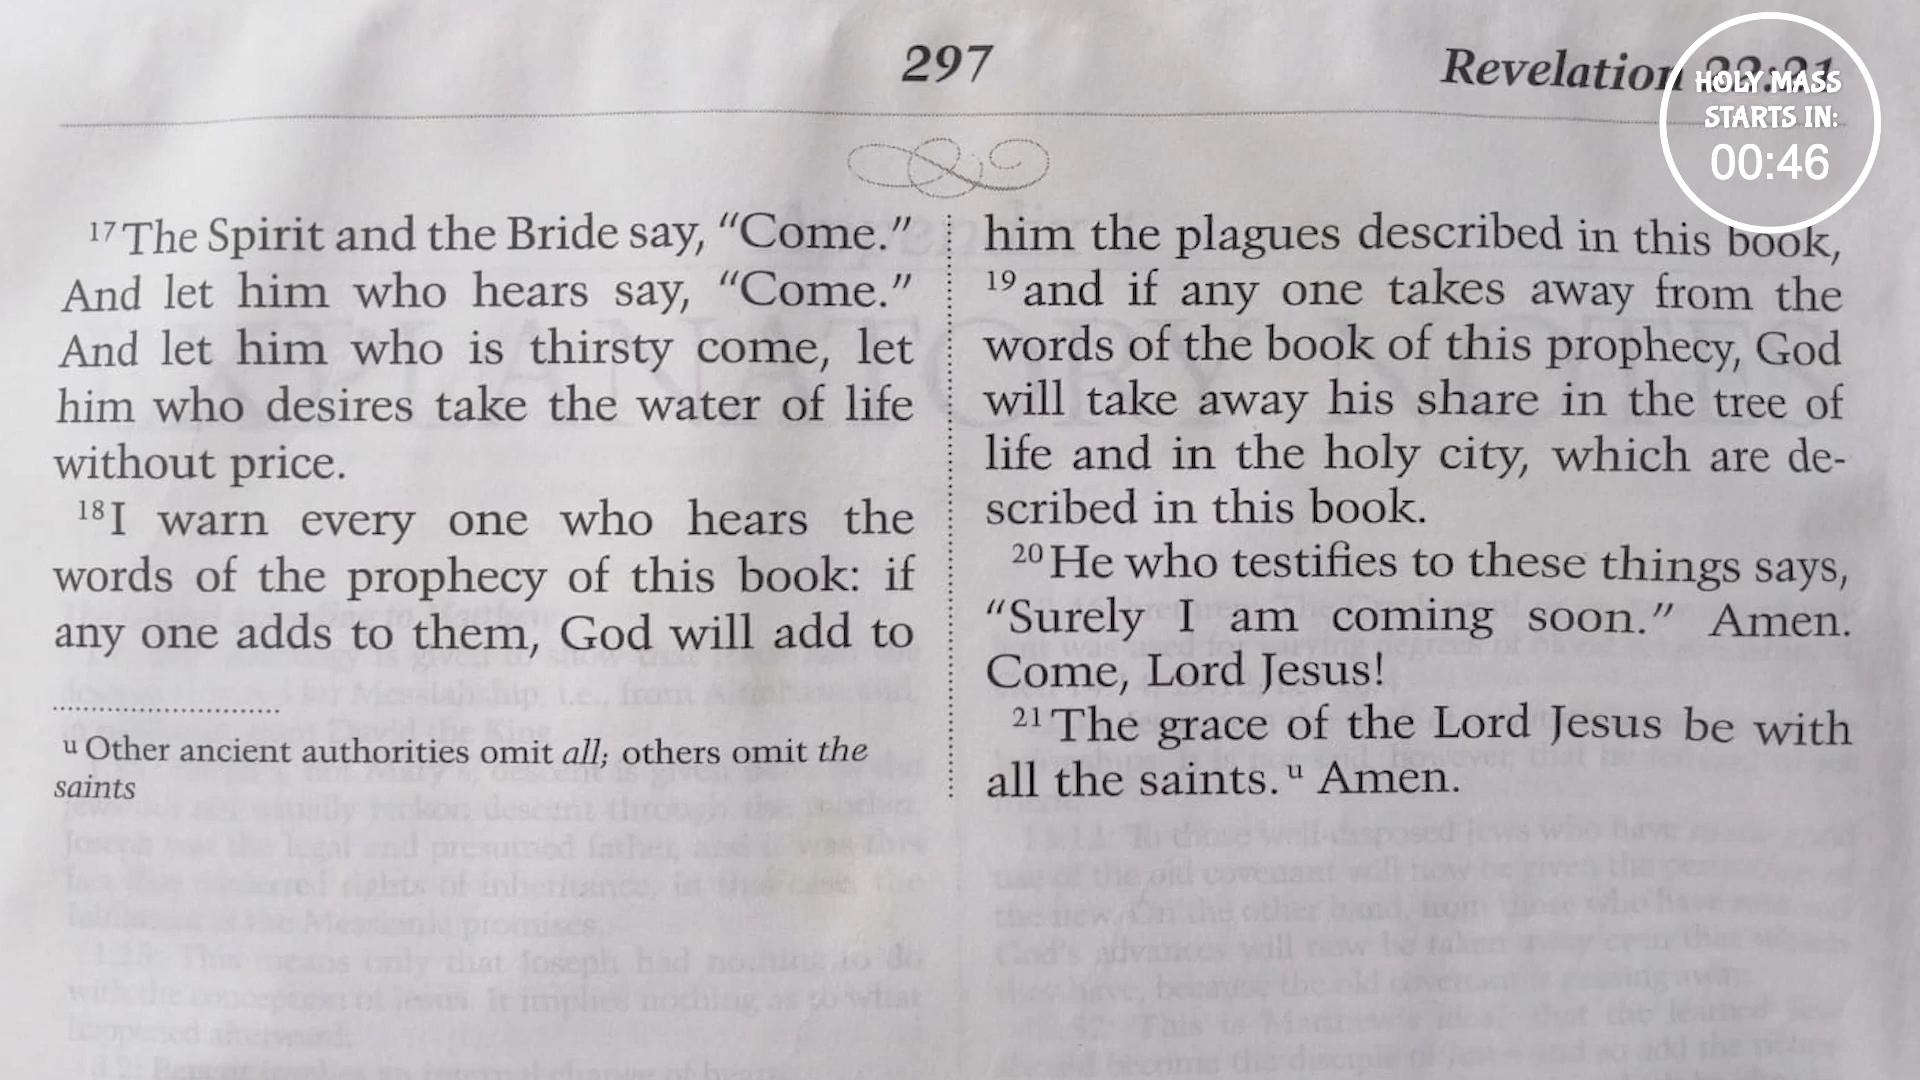 297
Revelation 22:21
HOLY MASS
STARTS IN:
00:46
17 The Spirit and the Bride say, “Come.”
And let him who hears say, “Come.”
And let him who is thirsty come, let
him who desires take the water of life
without price.
18 I warn every one who hears the
words of the prophecy of this book: if
any one adds to them, God will add to
u Other ancient authorities omit all; others omit the
saints
him the plagues described in this book,
19 and if any one takes away from the
words of the book of this prophecy, God
will take away his share in the tree of
life and in the holy city, which are de-
scribed in this book.
20 He who testifies to these things says,
“Surely I am coming soon.” Amen.
Come, Lord Jesus!
21 The grace of the Lord Jesus be with
all the saints. u Amen.